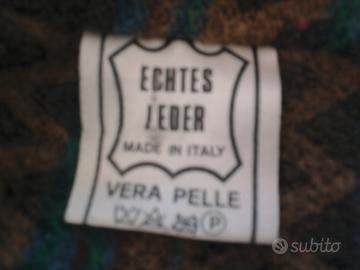 ECHTES
LEDER
MADE IN ITALY
VERA PELLE
P
subito